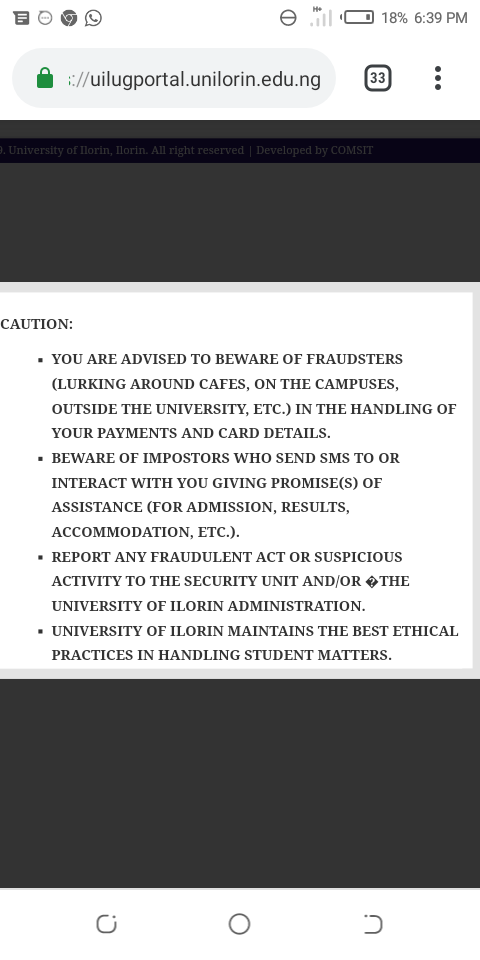 H+
18% 6:39 PM
://uilugportal.unilorin.edu.ng
33
9. University of Ilorin, Ilorin. All right reserved | Developed by COMSIT
CAUTION:
▪ YOU ARE ADVISED TO BEWARE OF FRAUDSTERS
(LURKING AROUND CAFES, ON THE CAMPUSES,
OUTSIDE THE UNIVERSITY, ETC.) IN THE HANDLING OF
YOUR PAYMENTS AND CARD DETAILS.
▪ BEWARE OF IMPOSTORS WHO SEND SMS TO OR
INTERACT WITH YOU GIVING PROMISE(S) OF
ASSISTANCE (FOR ADMISSION, RESULTS,
ACCOMMODATION, ETC.).
▪ REPORT ANY FRAUDULENT ACT OR SUSPICIOUS
ACTIVITY TO THE SECURITY UNIT AND/OR �THE
UNIVERSITY OF ILORIN ADMINISTRATION.
▪ UNIVERSITY OF ILORIN MAINTAINS THE BEST ETHICAL
PRACTICES IN HANDLING STUDENT MATTERS.